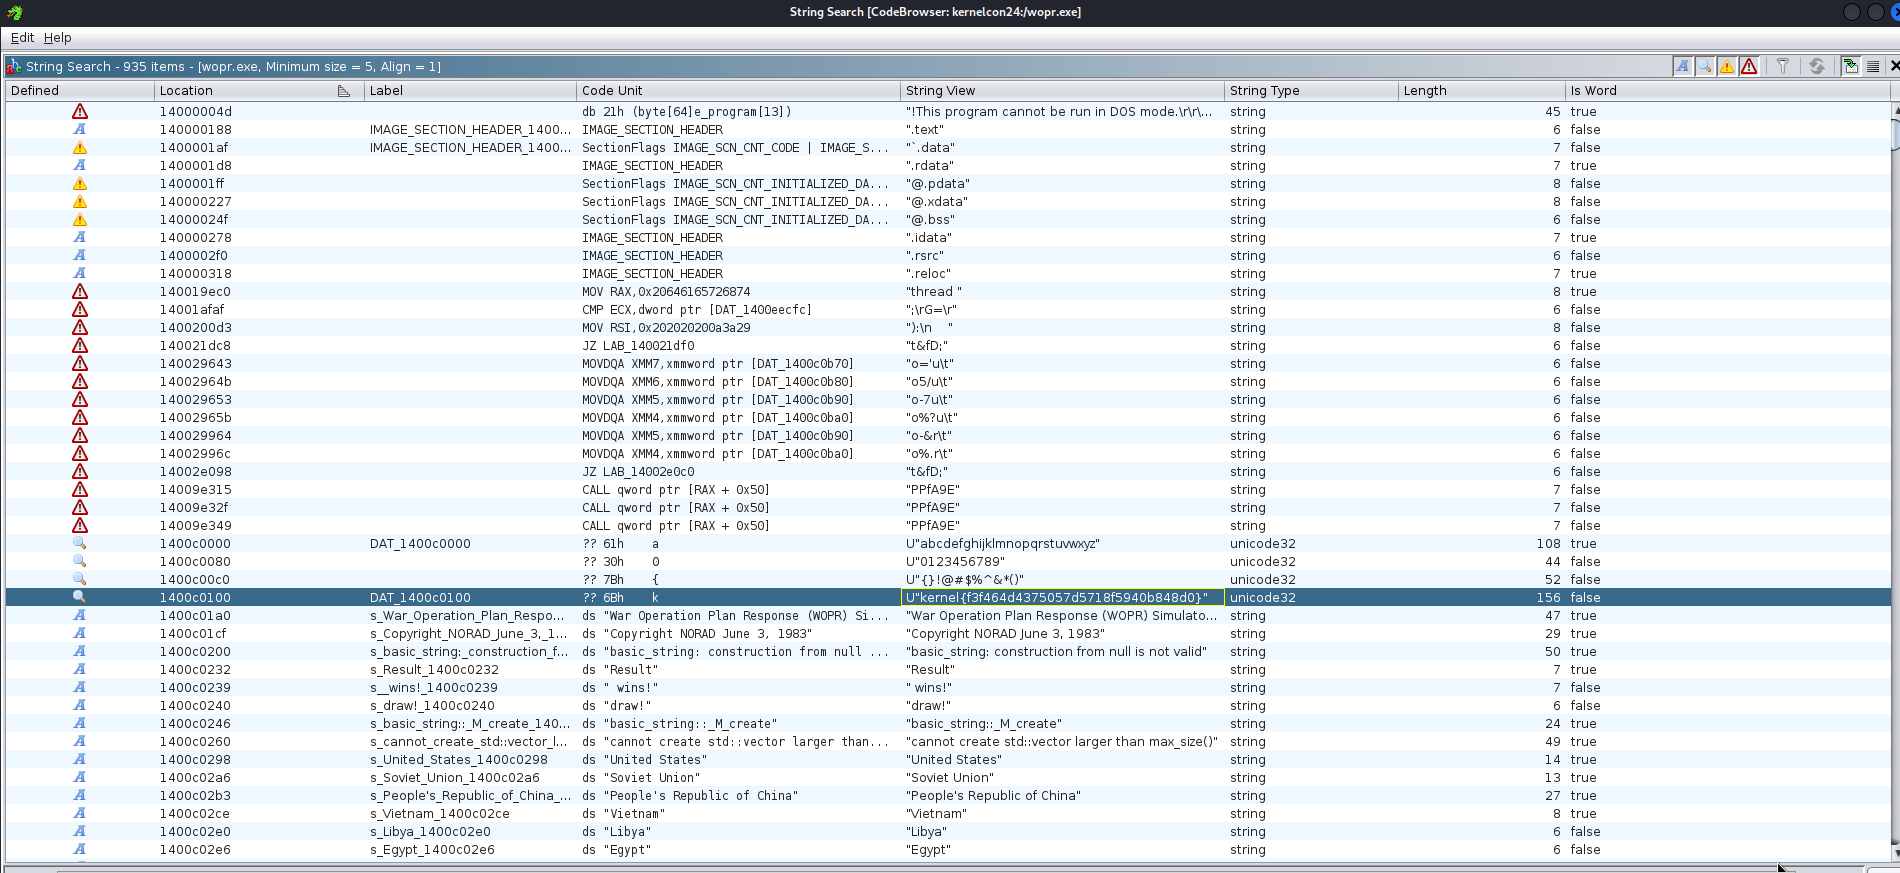 String Search [CodeBrowser: kernelcon24:/wopr.exe]
Edit Help
String Search - 935 items - [wopr.exe, Minimum size = 5, Align = 1]
Defined Location Label Code Unit String View String Type Length Is Word
14000004d db 21h (byte[64]e_program[13]) "!This program cannot be run in DOS mode.\r\r\... string 45 true
140000188 IMAGE_SECTION_HEADER_1400... IMAGE_SECTION_HEADER ".text" string 6 false
1400001af IMAGE_SECTION_HEADER_1400... SectionFlags IMAGE_SCN_CNT_CODE | IMAGE_S... "`.data" string 7 false
1400001d8 IMAGE_SECTION_HEADER ".rdata" string 7 true
1400001ff SectionFlags IMAGE_SCN_CNT_INITIALIZED_DA... "@.pdata" string 8 false
140000227 SectionFlags IMAGE_SCN_CNT_INITIALIZED_DA... "@.xdata" string 8 false
14000024f SectionFlags IMAGE_SCN_CNT_INITIALIZED_DA... "@.bss" string 6 false
140000278 IMAGE_SECTION_HEADER ".idata" string 7 true
1400002f0 IMAGE_SECTION_HEADER ".rsrc" string 6 false
140000318 IMAGE_SECTION_HEADER ".reloc" string 7 true
140019ec0 MOV RAX,0x20646165726874 "thread " string 8 true
14001afaf CMP ECX,dword ptr [DAT_1400eecfc] ";\rG=\r" string 6 false
1400200d3 MOV RSI,0x202020200a3a29 "):\n    " string 8 false
140021dc8 JZ LAB_140021df0 "t&fD;" string 6 false
140029643 MOVDQA XMM7,xmmword ptr [DAT_1400c0b70] "o='u\t" string 6 false
14002964b MOVDQA XMM6,xmmword ptr [DAT_1400c0b80] "o5/u\t" string 6 false
140029653 MOVDQA XMM5,xmmword ptr [DAT_1400c0b90] "o-7u\t" string 6 false
14002965b MOVDQA XMM4,xmmword ptr [DAT_1400c0ba0] "o%?u\t" string 6 false
140029964 MOVDQA XMM5,xmmword ptr [DAT_1400c0b90] "o-&r\t" string 6 false
14002996c MOVDQA XMM4,xmmword ptr [DAT_1400c0ba0] "o%.r\t" string 6 false
14002e098 JZ LAB_14002e0c0 "t&fD;" string 6 false
14009e315 CALL qword ptr [RAX + 0x50] "PPfA9E" string 7 false
14009e32f CALL qword ptr [RAX + 0x50] "PPfA9E" string 7 false
14009e349 CALL qword ptr [RAX + 0x50] "PPfA9E" string 7 false
1400c0000 DAT_1400c0000 ?? 61h a U"abcdefghijklmnopqrstuvwxyz" unicode32 108 true
1400c0080 ?? 30h 0 U"0123456789" unicode32 44 false
1400c00c0 ?? 7Bh { U"{}!@#$%^&*()" unicode32 52 false
1400c0100 DAT_1400c0100 ?? 6Bh k U"kernel{f3f464d4375057d5718f5940b848d0}" unicode32 156 false
1400c01a0 s_War_Operation_Plan_Respo... ds "War Operation Plan Response (WOPR) Si... "War Operation Plan Response (WOPR) Simulato... string 47 true
1400c01cf s_Copyright_NORAD_June_3,_1... ds "Copyright NORAD June 3, 1983" "Copyright NORAD June 3, 1983" string 29 true
1400c0200 s_basic_string:_construction_f... ds "basic_string: construction from null ... "basic_string: construction from null is not valid" string 50 true
1400c0232 s_Result_1400c0232 ds "Result" "Result" string 7 true
1400c0239 s__wins!_1400c0239 ds " wins!" " wins!" string 7 false
1400c0240 s_draw!_1400c0240 ds "draw!" "draw!" string 6 false
1400c0246 s_basic_string::_M_create_140... ds "basic_string::_M_create" "basic_string::_M_create" string 24 true
1400c0260 s_cannot_create_std::vector_l... ds "cannot create std::vector larger than... "cannot create std::vector larger than max_size()" string 49 true
1400c0298 s_United_States_1400c0298 ds "United States" "United States" string 14 true
1400c02a6 s_Soviet_Union_1400c02a6 ds "Soviet Union" "Soviet Union" string 13 true
1400c02b3 s_People's_Republic_of_China_... ds "People's Republic of China" "People's Republic of China" string 27 true
1400c02ce s_Vietnam_1400c02ce ds "Vietnam" "Vietnam" string 8 true
1400c02e0 s_Libya_1400c02e0 ds "Libya" "Libya" string 6 false
1400c02e6 s_Egypt_1400c02e6 ds "Egypt" "Egypt" string 6 false